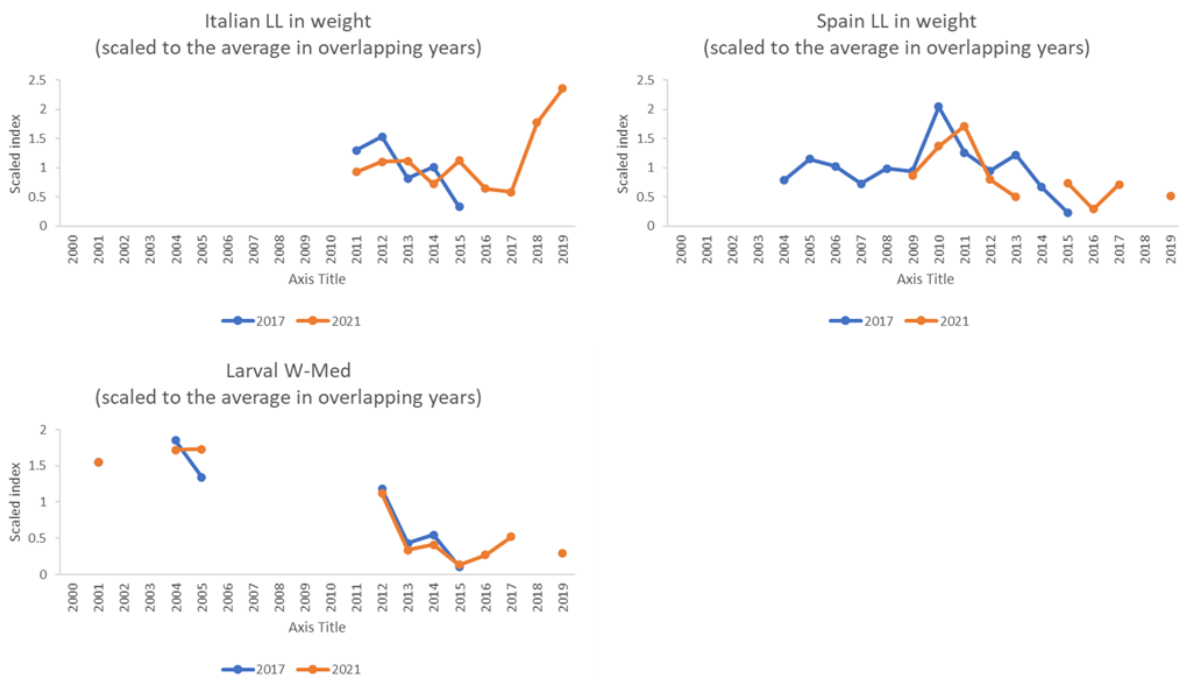 Italian LL in weight
(scaled to the average in overlapping years)
2.5
2
1.5
1
0.5
0
Scaled index
2000 2001 2002 2003 2004 2005 2006 2007 2008 2009 2010 2011 2012 2013 2014 2015 2016 2017 2018 2019
Axis Title
2017 2021
Spain LL in weight
(scaled to the average in overlapping years)
2.5
2
1.5
1
0.5
0
Scaled index
2000 2001 2002 2003 2004 2005 2006 2007 2008 2009 2010 2011 2012 2013 2014 2015 2016 2017 2018 2019
Axis Title
2017 2021
Larval W-Med
(scaled to the average in overlapping years)
2
1.5
1
0.5
0
Scaled index
2000 2001 2002 2003 2004 2005 2006 2007 2008 2009 2010 2011 2012 2013 2014 2015 2016 2017 2018 2019
Axis Title
2017 2021